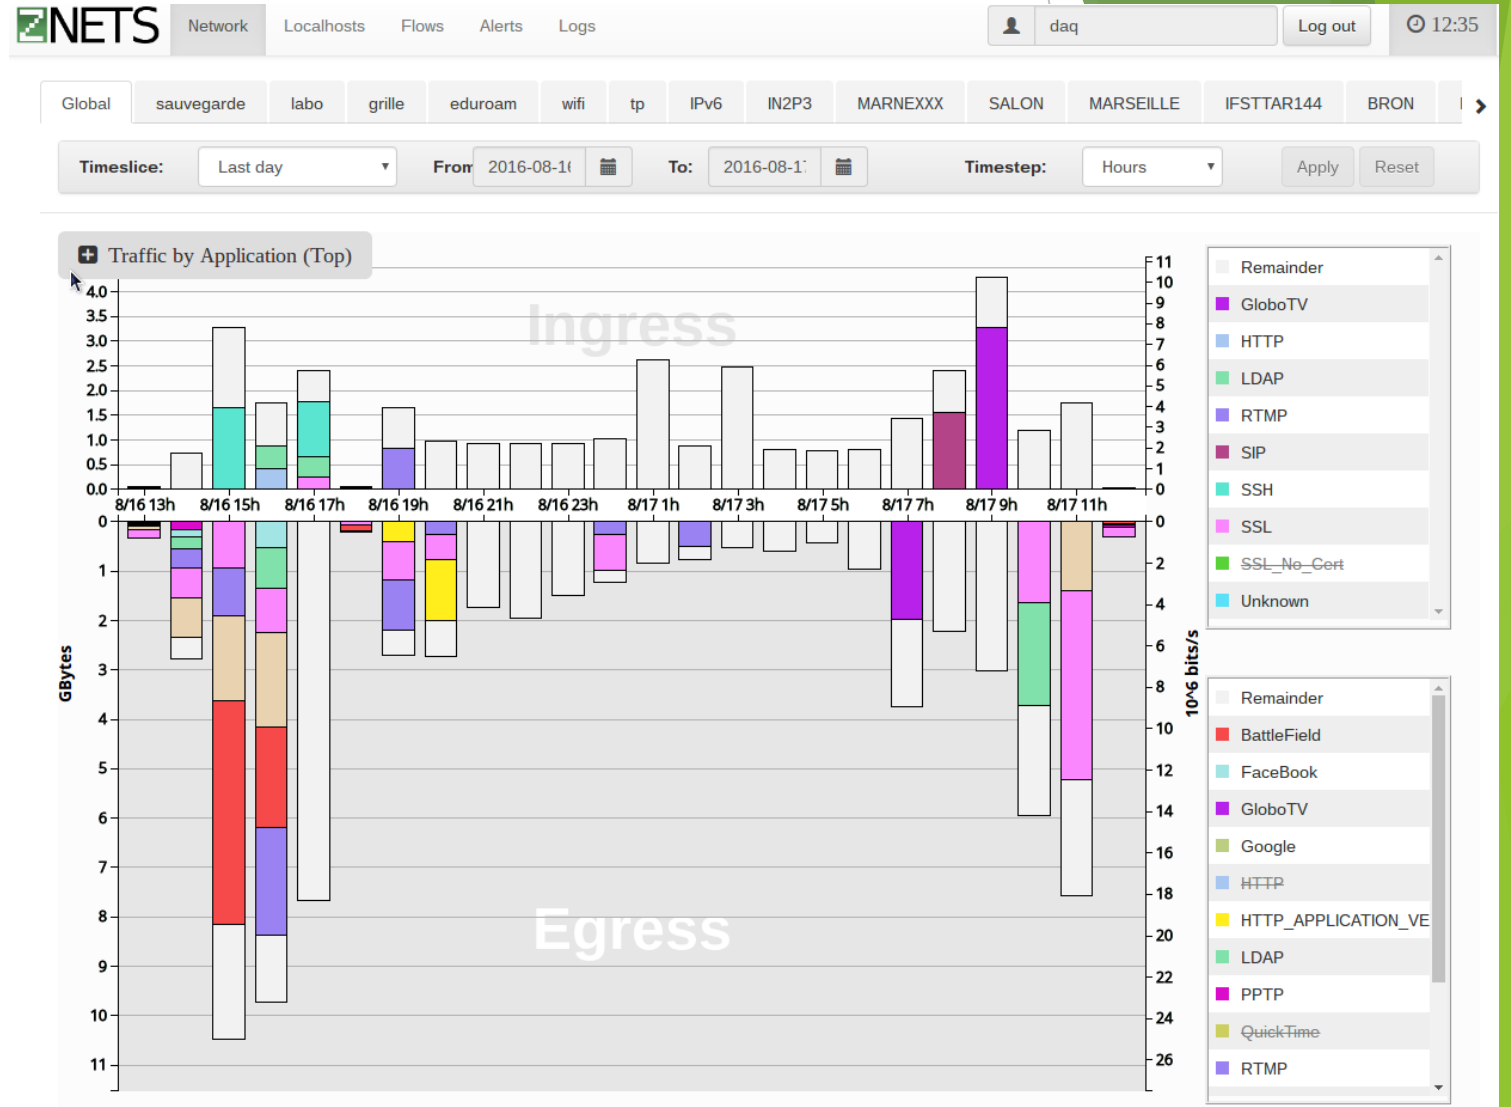 ZNETS Network Localhosts Flows Alerts Logs daq Log out 12:35
Global sauvegarde labo grille eduroam wifi tp IPv6 IN2P3 MARNEXXX SALON MARSEILLE IFSTTAR144 BRON
Timeslice: Last day From 2016-08-16 To: 2016-08-1 Timestep: Hours Apply Reset
Traffic by Application (Top)
Ingress
4.0
3.5
3.0
2.5
2.0
1.5
1.0
0.5
0.0
11
10
9
8
7
6
5
4
3
2
1
0
8/16 13h 8/16 15h 8/16 17h 8/16 19h 8/16 21h 8/16 23h 8/17 1h 8/17 3h 8/17 5h 8/17 7h 8/17 9h 8/17 11h
0
1
2
3
4
5
6
7
8
9
10
11
GBytes
Egress
0
2
4
6
8
10
12
14
16
18
20
22
24
26
10^6 bits/s
Remainder
GloboTV
HTTP
LDAP
RTMP
SIP
SSH
SSL
SSL_No_Cert
Unknown
Remainder
BattleField
FaceBook
GloboTV
Google
HTTP
HTTP_APPLICATION_VE
LDAP
PPTP
QuickTime
RTMP